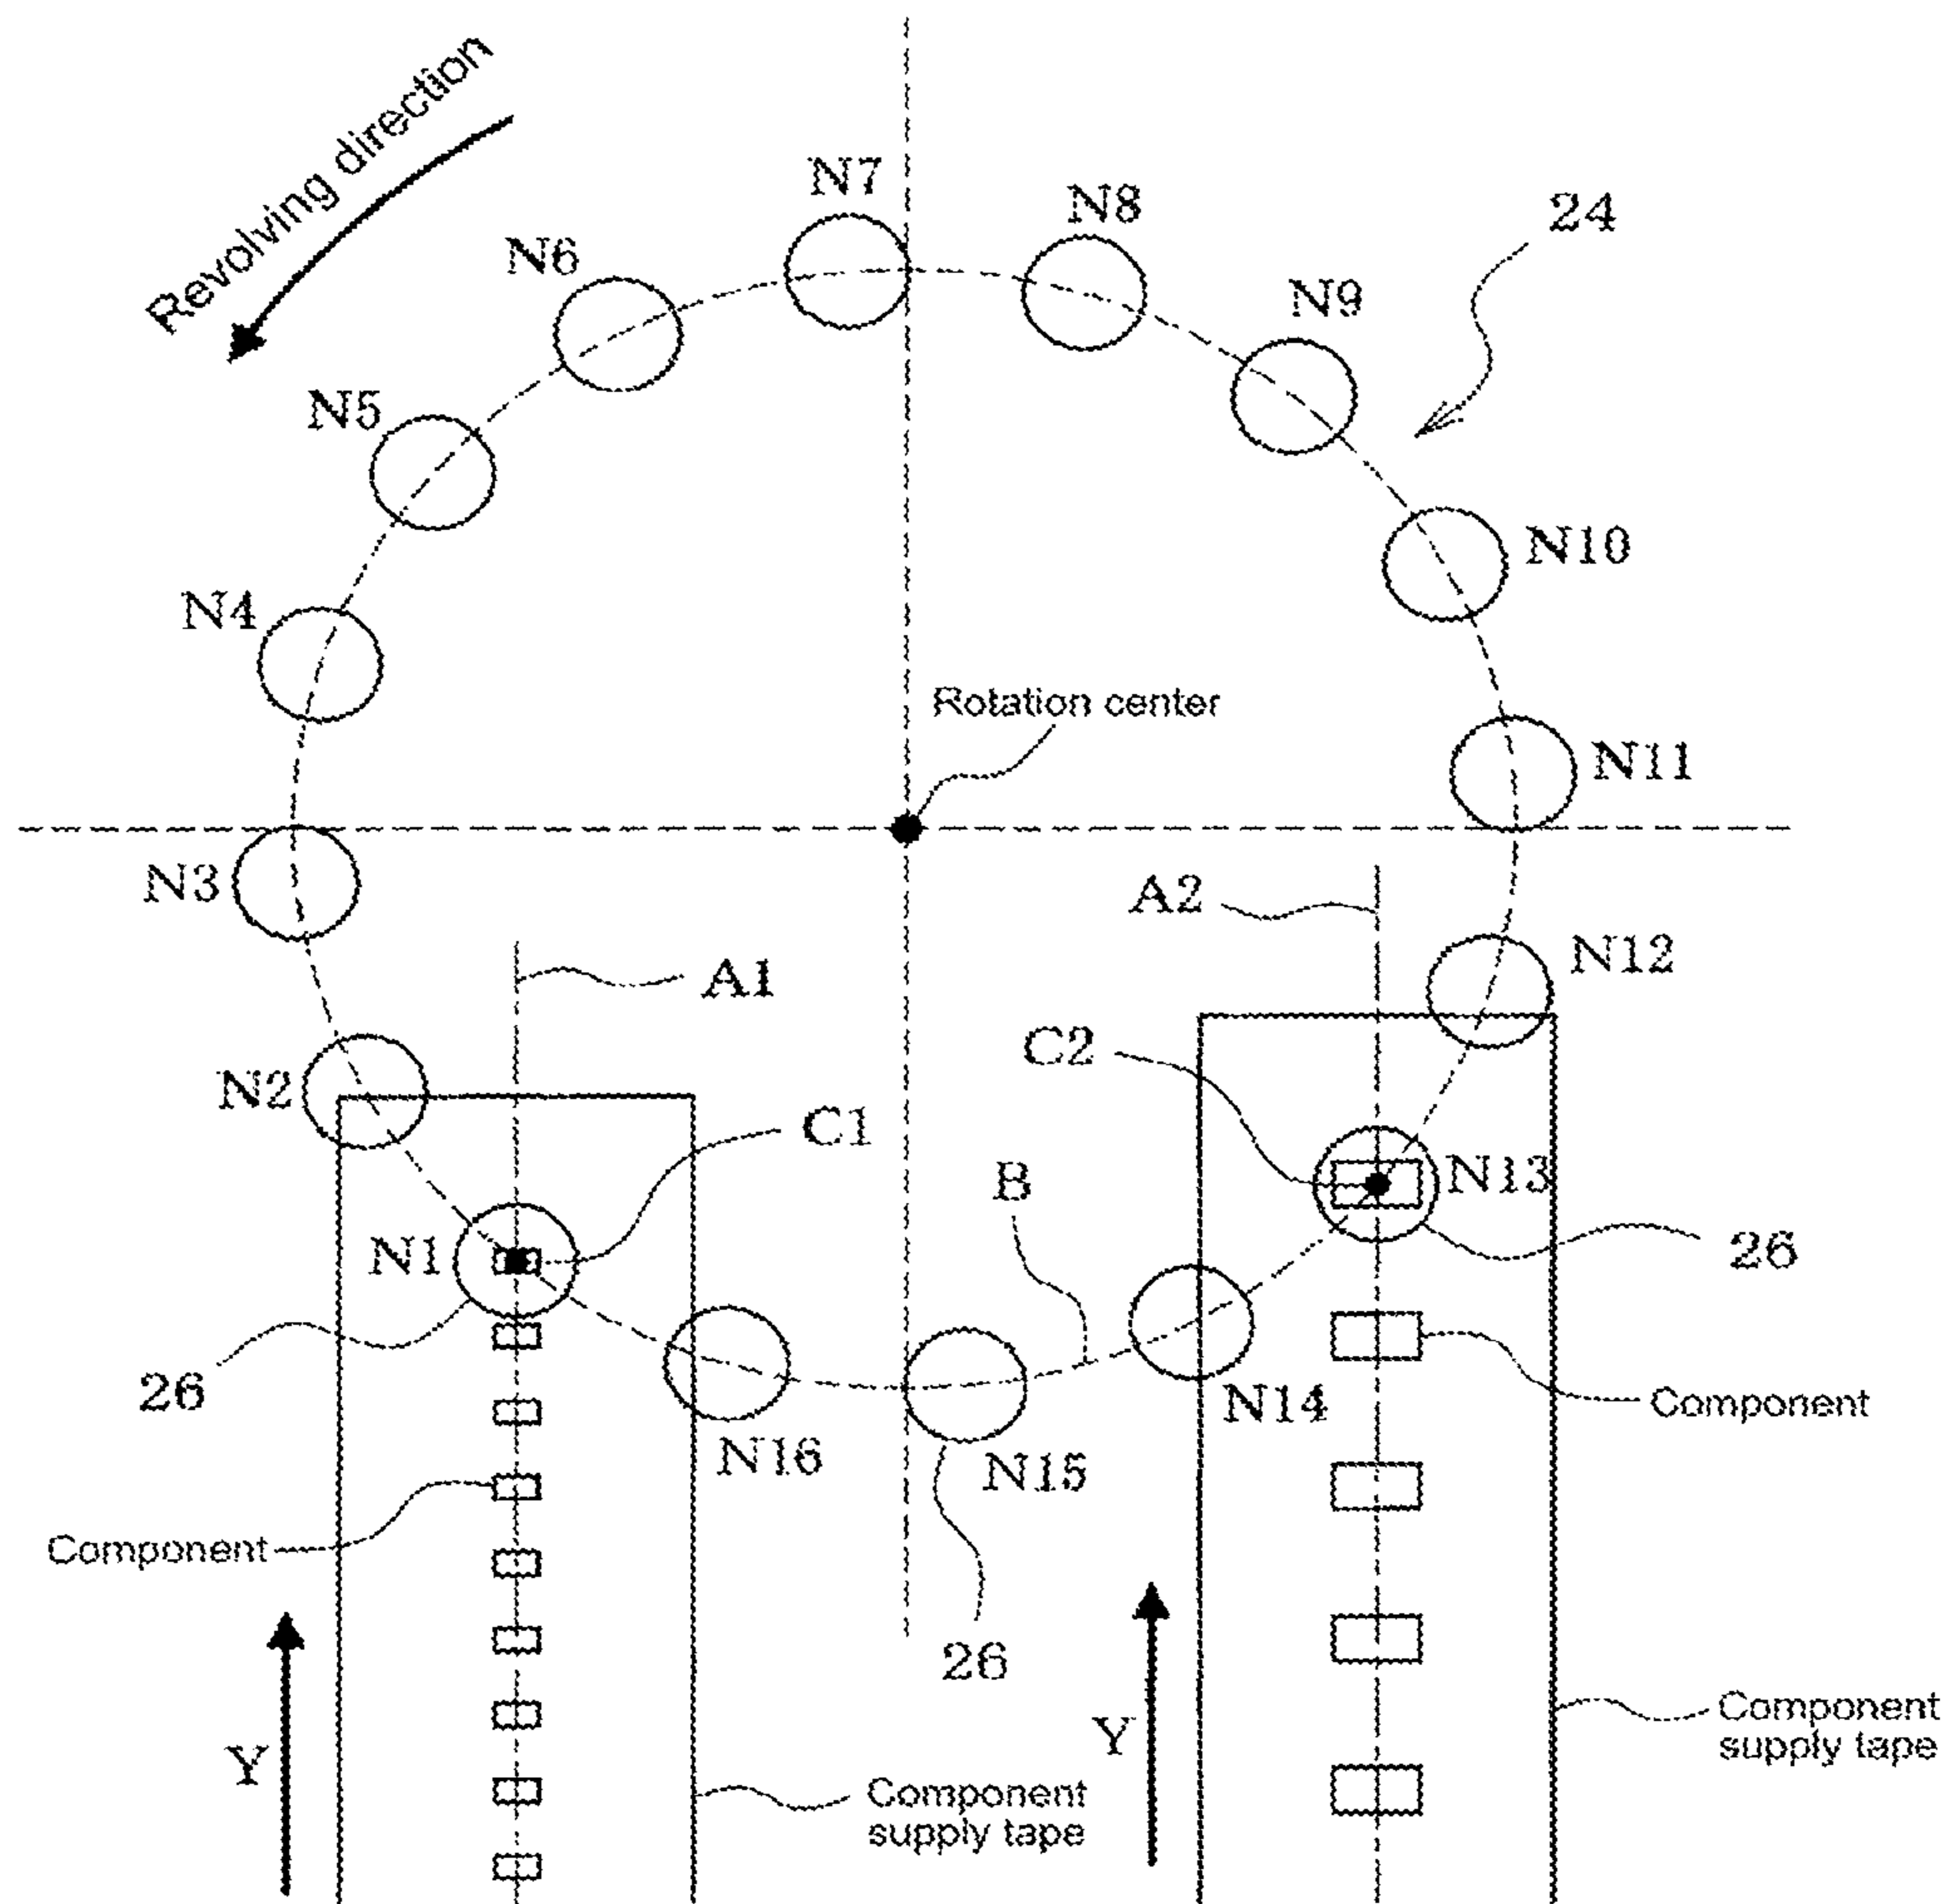 Revolving direction
N7
N8
24
N6
N9
N5
N10
N4
Rotation center
N11
A2
N3
N12
A1
C2
N2
C1
B
N13
N1
26
26
N14
Component
N16
N15
Component
26
Y
Y
Component
supply tape
Component
supply tape